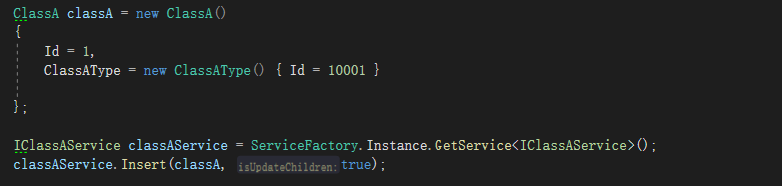 ClassA classA = new ClassA()
{
Id = 1,
ClassAType = new ClassAType() { Id = 10001 }
};
IClassAService classAService = ServiceFactory.Instance.GetService<IClassAService>();
classAService.Insert(classA, isUpdateChildren: true);